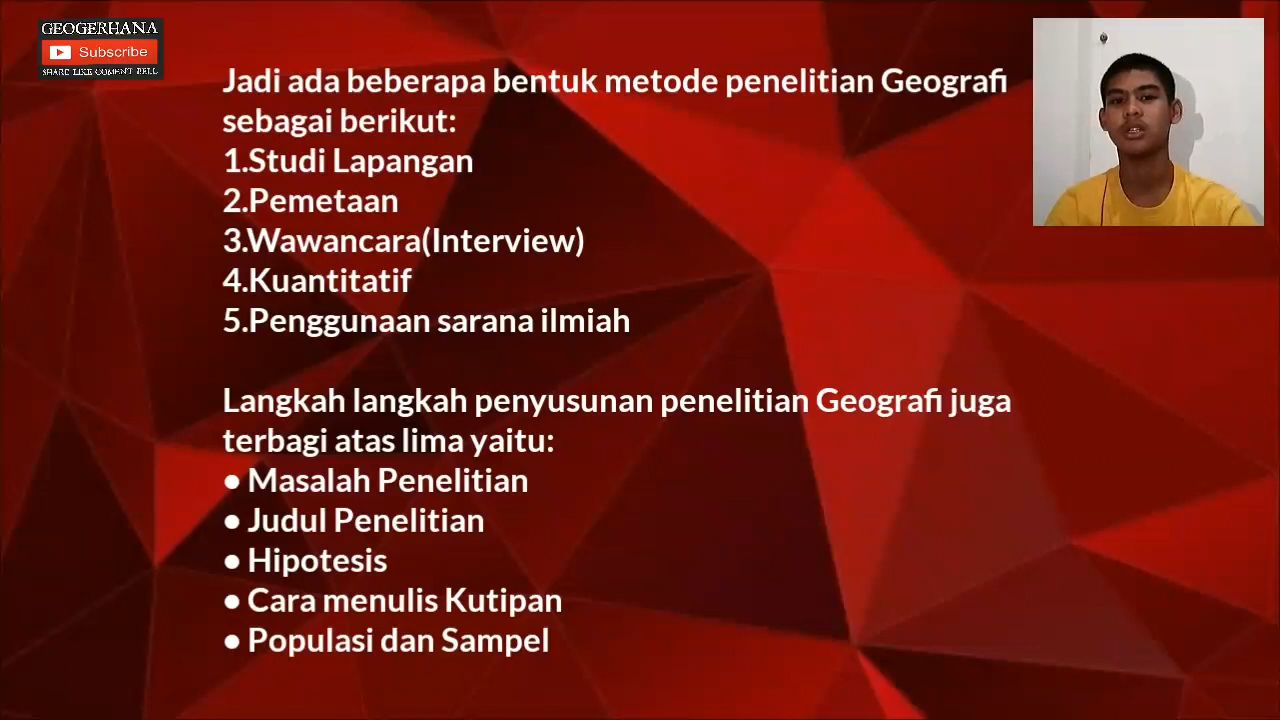 GEOGERHANA
Subscribe
SHARE LIKE COMENT BELL
Jadi ada beberapa bentuk metode penelitian Geografi
sebagai berikut:
1.Studi Lapangan
2.Pemetaan
3.Wawancara(Interview)
4.Kuantitatif
5.Penggunaan sarana ilmiah
Langkah langkah penyusunan penelitian Geografi juga
terbagi atas lima yaitu:
● Masalah Penelitian
● Judul Penelitian
● Hipotesis
● Cara menulis Kutipan
● Populasi dan Sampel